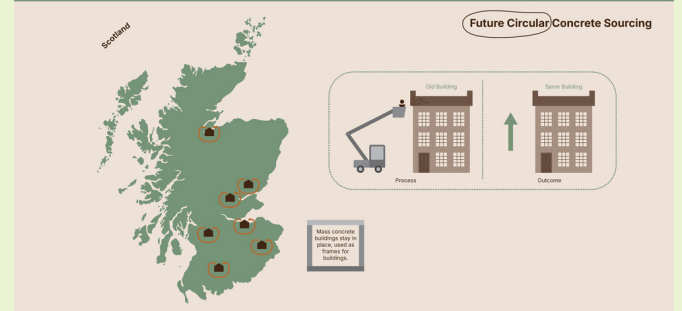 Future Circular Concrete Sourcing
Scotland
Old Building
Same Building
Process
Outcome
Mass concrete
buildings stay in
place, used as
frames for
buildings.